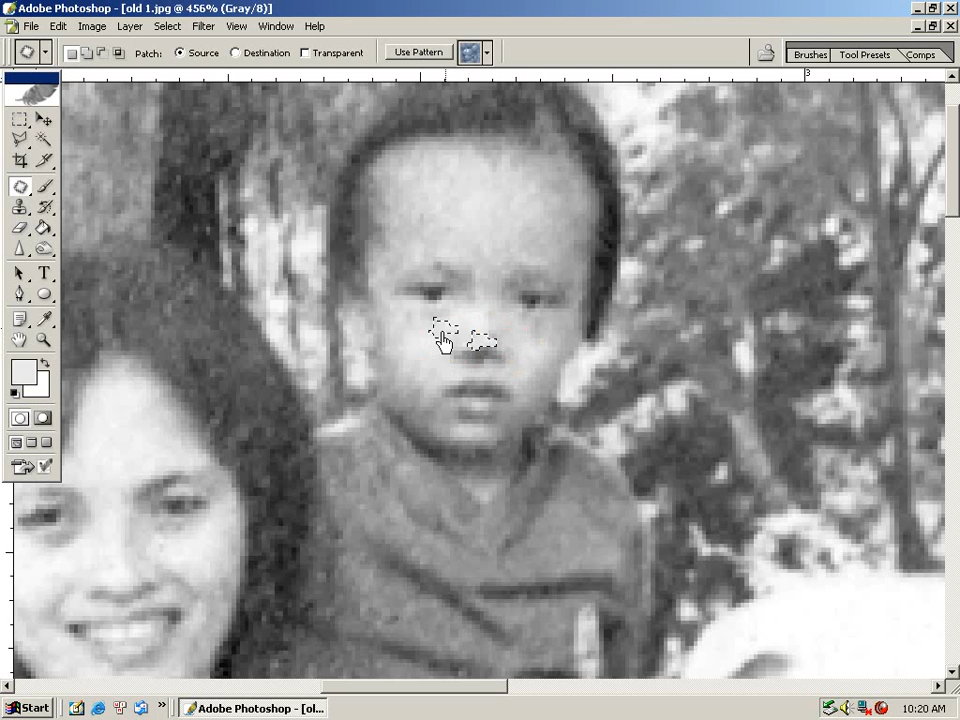 Adobe Photoshop - [old 1.jpg @ 456% (Gray/8)]
File Edit Image Layer Select Filter View Window Help
Patch: Source Destination Transparent Use Pattern Brushes Tool Presets Comps
3
T
Start Adobe Photoshop - [ol... 10:20 AM